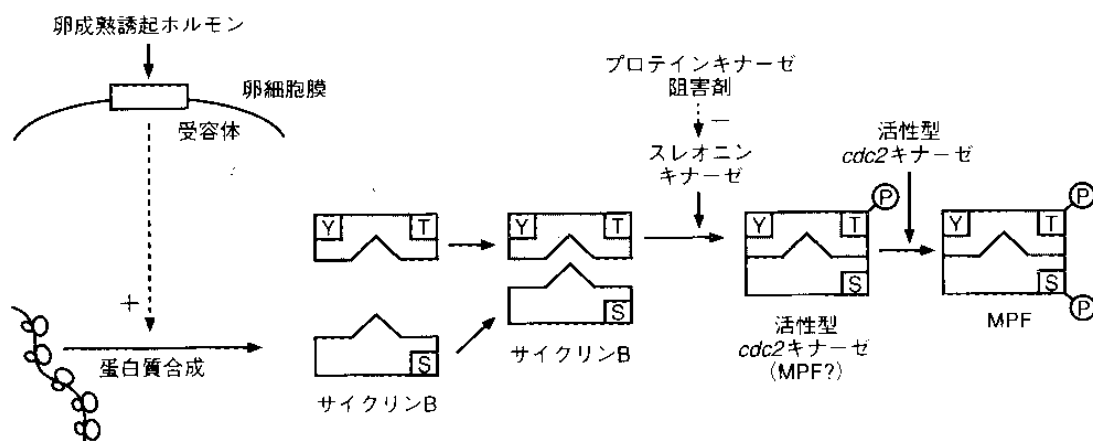 卵成熟誘起ホルモン
卵細胞膜
受容体
+
蛋白質合成
Y
T
S
サイクリンB
Y
T
S
サイクリンB
プロテインキナーゼ
阻害剤
−
スレオニン
キナーゼ
Y
T
P
S
活性型
cdc2キナーゼ
(MPF?)
活性型
cdc2キナーゼ
Y
T
P
S
P
MPF